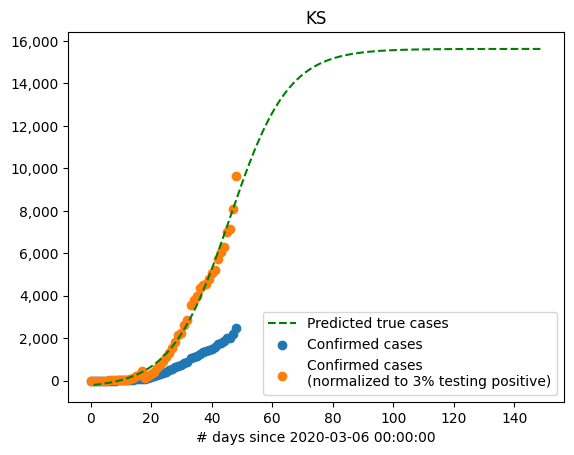 KS
16,000
14,000
12,000
10,000
8,000
6,000
4,000
2,000
0
Predicted true cases
Confirmed cases
Confirmed cases
(normalized to 3% testing positive)
0 20 40 60 80 100 120 140
# days since 2020-03-06 00:00:00